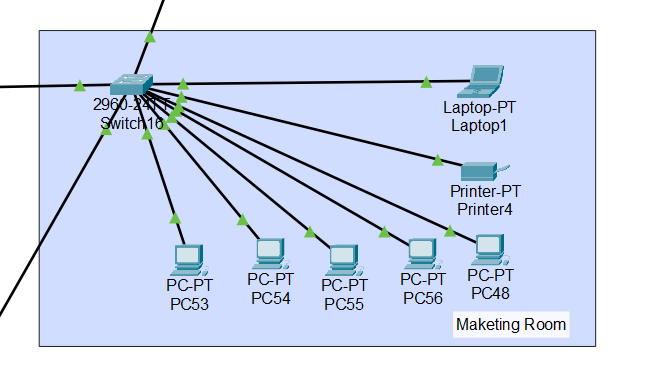 2960-24TT
Switch16
Laptop-PT
Laptop1
Printer-PT
Printer4
PC-PT
PC53
PC-PT
PC54
PC-PT
PC55
PC-PT
PC56
PC-PT
PC48
Maketing Room